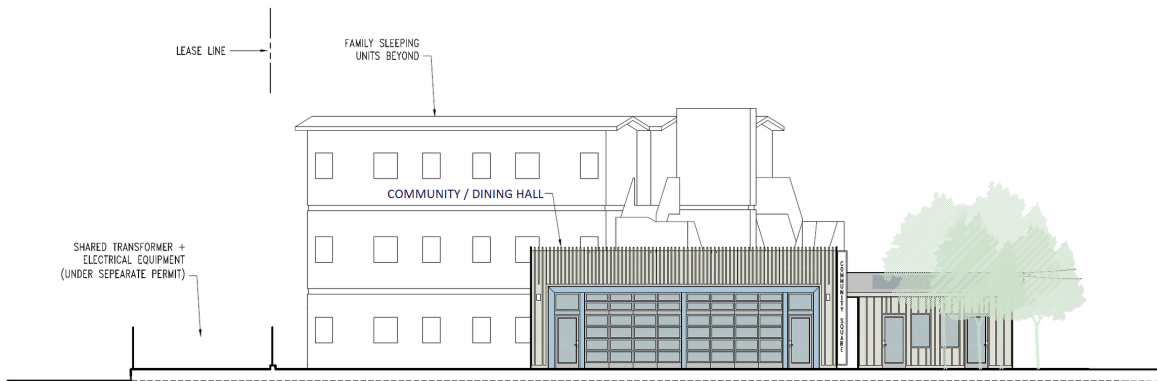 LEASE LINE
FAMILY SLEEPING
UNITS BEYOND
COMMUNITY / DINING HALL
SHARED TRANSFORMER +
ELECTRICAL EQUIPMENT
(UNDER SEPEARATE PERMIT)
COMMUNITY SQUARE